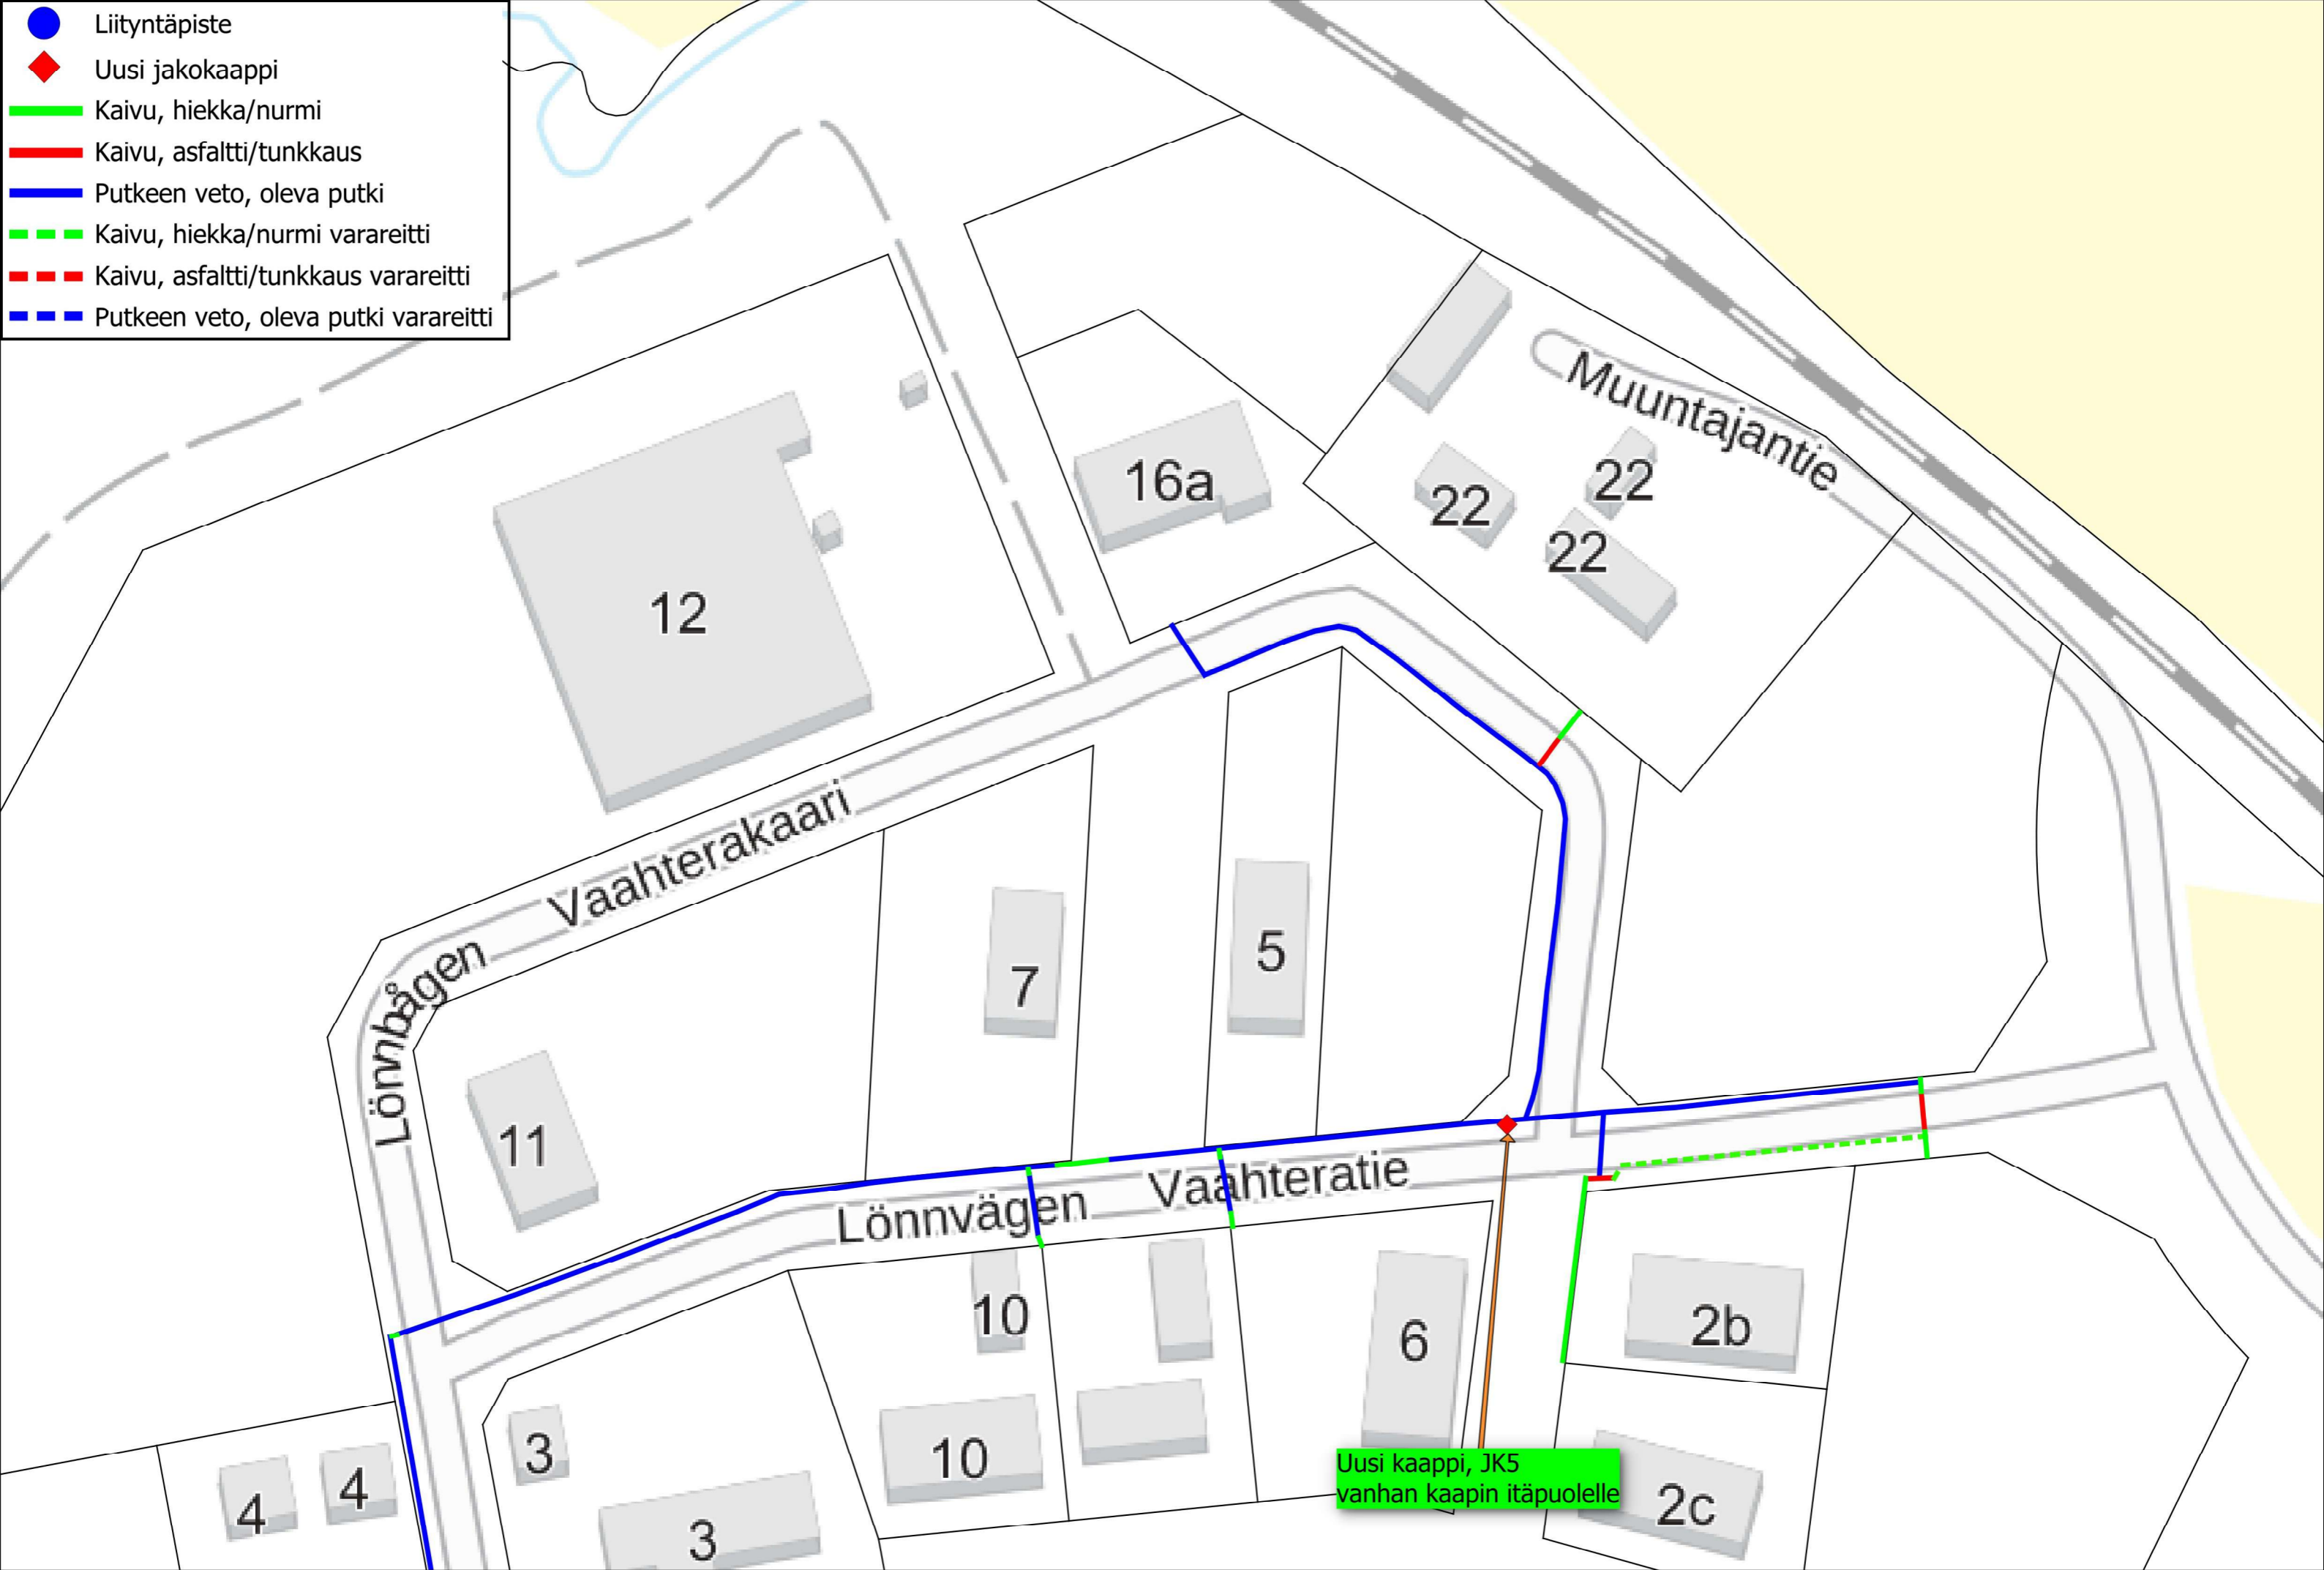 Liityntäpiste
Uusi jakokaappi
Kaivu, hiekka/nurmi
Kaivu, asfaltti/tunkkaus
Putkeen veto, oleva putki
Kaivu, hiekka/nurmi varareitti
Kaivu, asfaltti/tunkkaus varareitti
Putkeen veto, oleva putki varareitti
Muuntajantie
16a
22
22
22
12
Vaahterakaari
Lönnbågen
7
5
11
Lönnvägen
Vaahteratie
10
6
2b
3
10
4
4
3
Uusi kaappi, JK5
vanhan kaapin itäpuolelle
2c